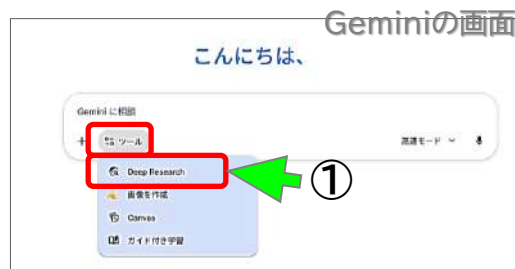 Geminiの画面
こんにちは、
Gemini に相談
+ ツール 高速モード
Deep Research
①
画像を作成
Canvas
ガイド付き学習